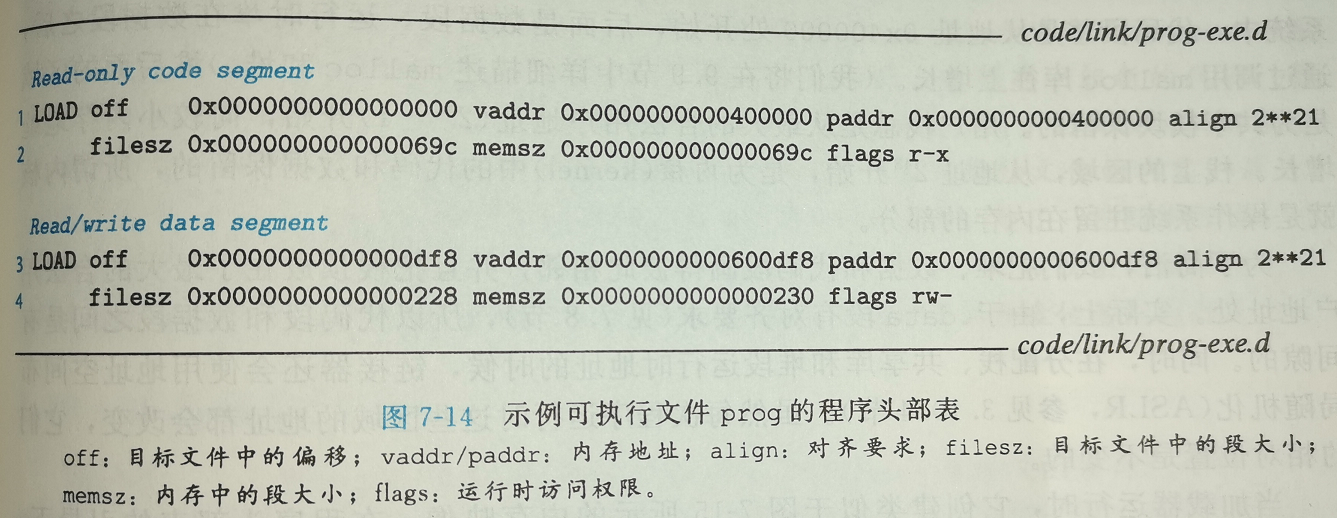 code/link/prog-exe.d
Read-only code segment
1 LOAD off 0x0000000000000000 vaddr 0x0000000000400000 paddr 0x0000000000400000 align 2**21
2 filesz 0x000000000000069c memsz 0x000000000000069c flags r-x
Read/write data segment
3 LOAD off 0x0000000000000df8 vaddr 0x0000000000600df8 paddr 0x0000000000600df8 align 2**21
4 filesz 0x0000000000000228 memsz 0x0000000000000230 flags rw-
code/link/prog-exe.d
图 7-14 示例可执行文件 prog 的程序头部表
off: 目标文件中的偏移; vaddr/paddr: 内存地址; align: 对齐要求; filesz: 目标文件中的段大小;
memsz: 内存中的段大小; flags: 运行时访问权限。